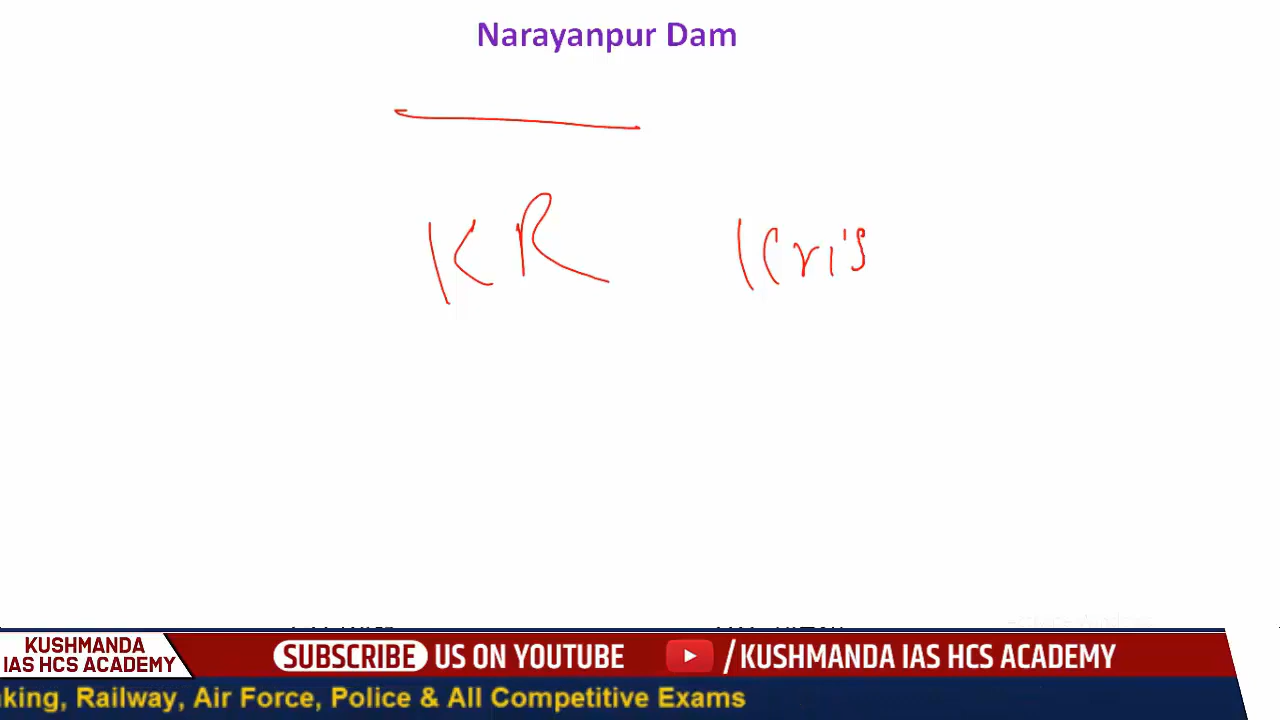 Narayanpur Dam
KR Kris
KUSHMANDA
IAS HCS ACADEMY
SUBSCRIBE US ON YOUTUBE /KUSHMANDA IAS HCS ACADEMY
nking, Railway, Air Force, Police & All Competitive Exams